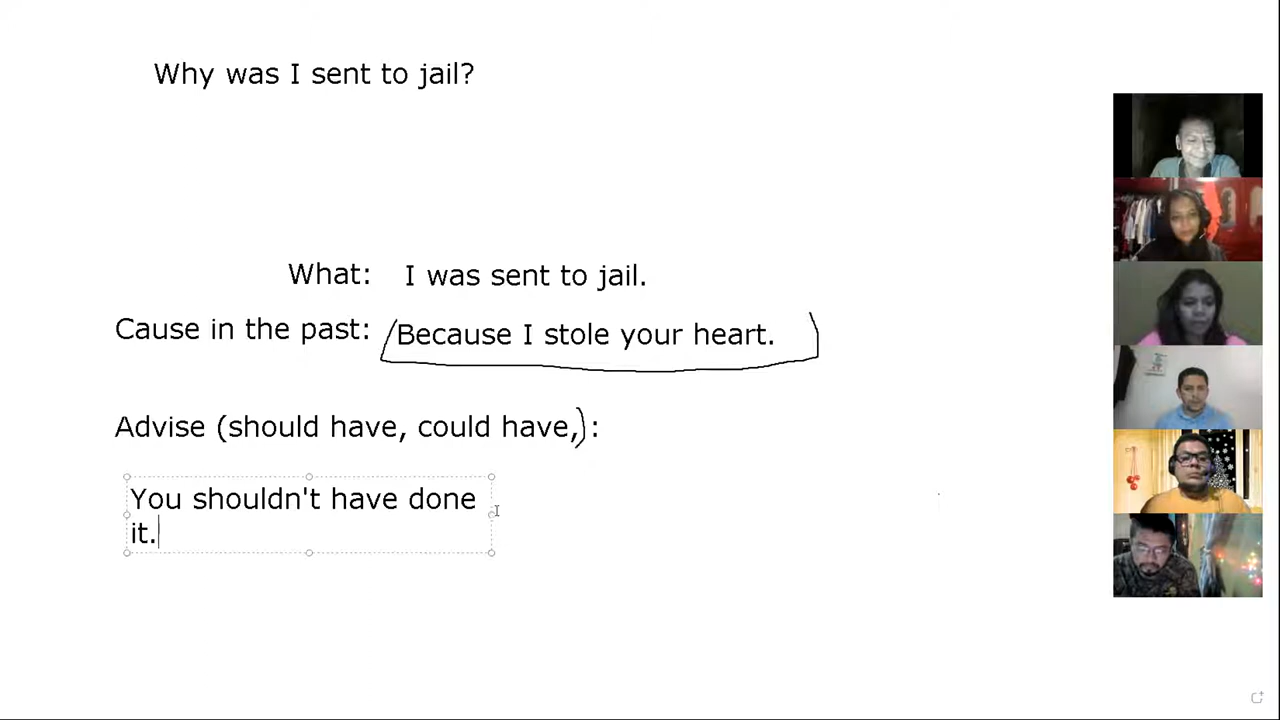 Why was I sent to jail?
What: I was sent to jail.
Cause in the past: Because I stole your heart.
Advise (should have, could have,):
You shouldn't have done
it.